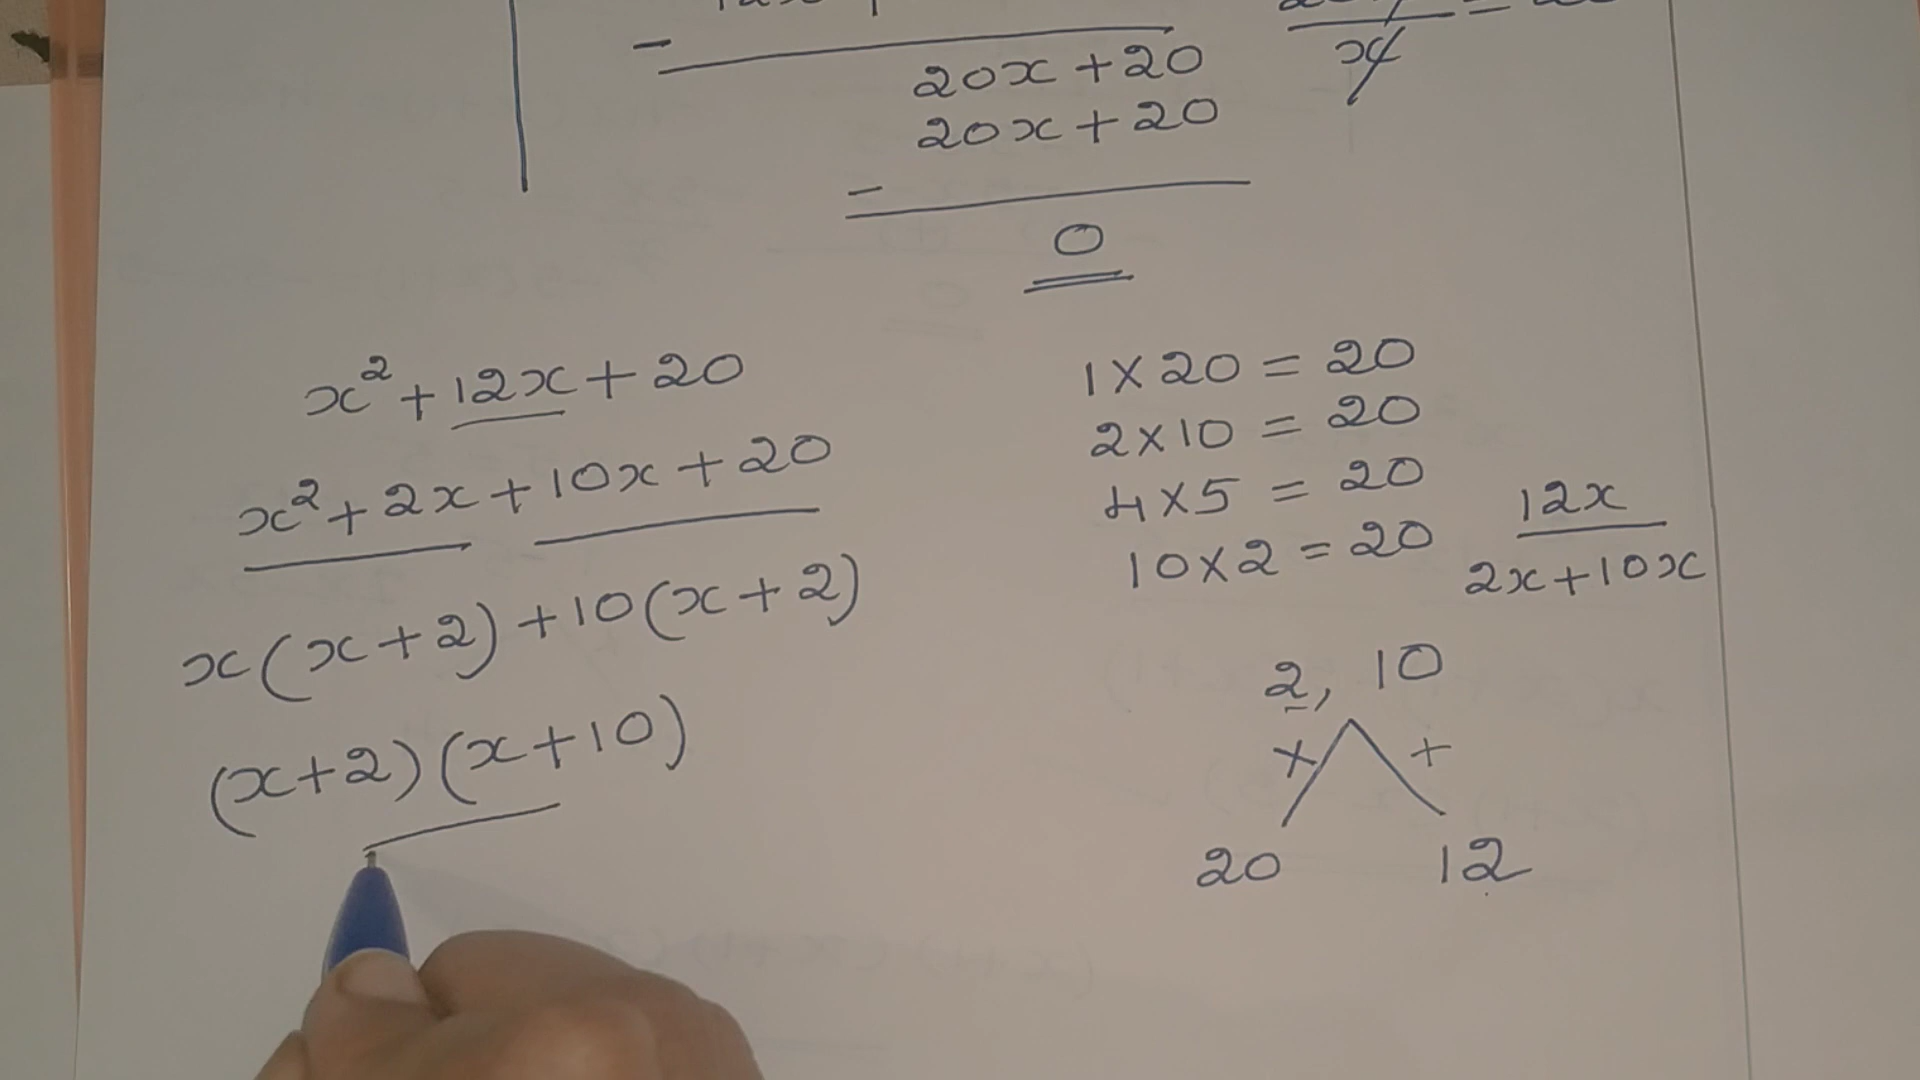 20x + 20
20x + 20
-
0
x² + 12x + 20
x² + 2x + 10x + 20
x(x+2) + 10(x+2)
(x+2)(x+10)
1 × 20 = 20
2 × 10 = 20
4 × 5 = 20
10 × 2 = 20
12x
2x + 10x
2, 10
× +
20 12